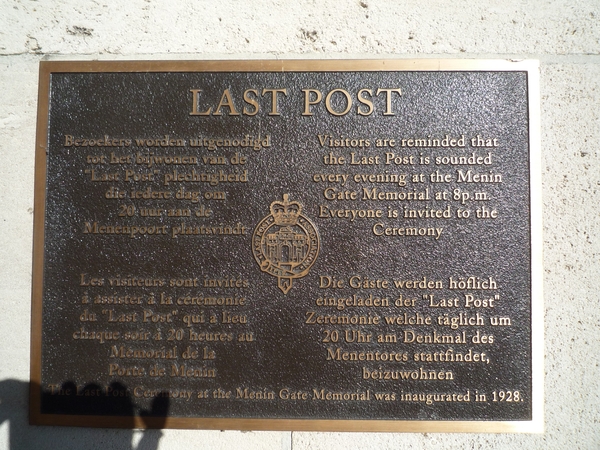 LAST POST
Bezoekers worden uitgenodigd
tot het bijwonen van de
"Last Post" plechtigheid
die iedere dag om
20 uur aan de
Menenpoort plaatsvindt
Visitors are reminded that
the Last Post is sounded
every evening at the Menin
Gate Memorial at 8p.m.
Everyone is invited to the
Ceremony
Les visiteurs sont invités
à assister à la cérémonie
du "Last Post" qui a lieu
chaque soir à 20 heures au
Mémorial de la
Porte de Menin
Die Gäste werden höflich
eingeladen der "Last Post"
Zeremonie welche täglich um
20 Uhr am Denkmal des
Menentores stattfindet,
beizuwohnen
The Last Post Ceremony at the Menin Gate Memorial was inaugurated in 1928.